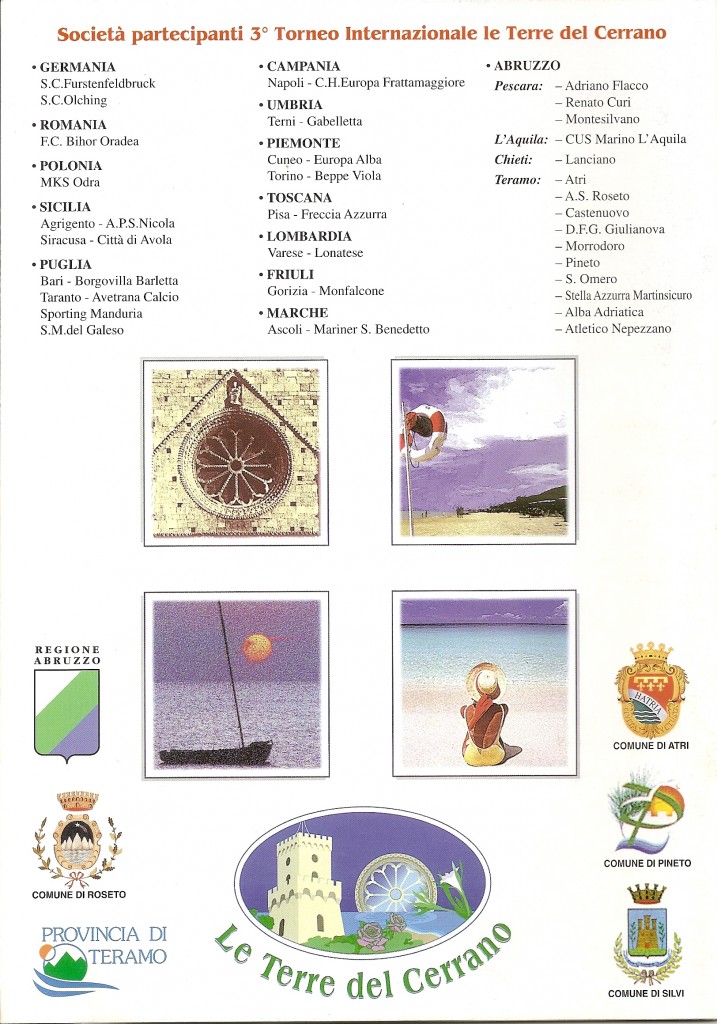 Società partecipanti 3° Torneo Internazionale le Terre del Cerrano
• GERMANIA
S.C.Furstenfeldbruck
S.C.Olching
• ROMANIA
F.C. Bihor Oradea
• POLONIA
MKS Odra
• SICILIA
Agrigento - A.P.S.Nicola
Siracusa - Città di Avola
• PUGLIA
Bari - Borgovilla Barletta
Taranto - Avetrana Calcio
Sporting Manduria
S.M.del Galeso
• CAMPANIA
Napoli - C.H.Europa Frattamaggiore
• UMBRIA
Terni - Gabelletta
• PIEMONTE
Cuneo - Europa Alba
Torino - Beppe Viola
• TOSCANA
Pisa - Freccia Azzurra
• LOMBARDIA
Varese - Lonatese
• FRIULI
Gorizia - Monfalcone
• MARCHE
Ascoli - Mariner S. Benedetto
• ABRUZZO
Pescara: – Adriano Flacco
– Renato Curi
– Montesilvano
L'Aquila: – CUS Marino L'Aquila
Chieti: – Lanciano
Teramo: – Atri
– A.S. Roseto
– Castenuovo
– D.F.G. Giulianova
– Morrodoro
– Pineto
– S. Omero
– Stella Azzurra Martinsicuro
– Alba Adriatica
– Atletico Nepezzano
REGIONE
ABRUZZO
COMUNE DI ROSETO
PROVINCIA DI
TERAMO
Le Terre del Cerrano
HATRIA
COMUNE DI ATRI
COMUNE DI PINETO
COMUNE DI SILVI